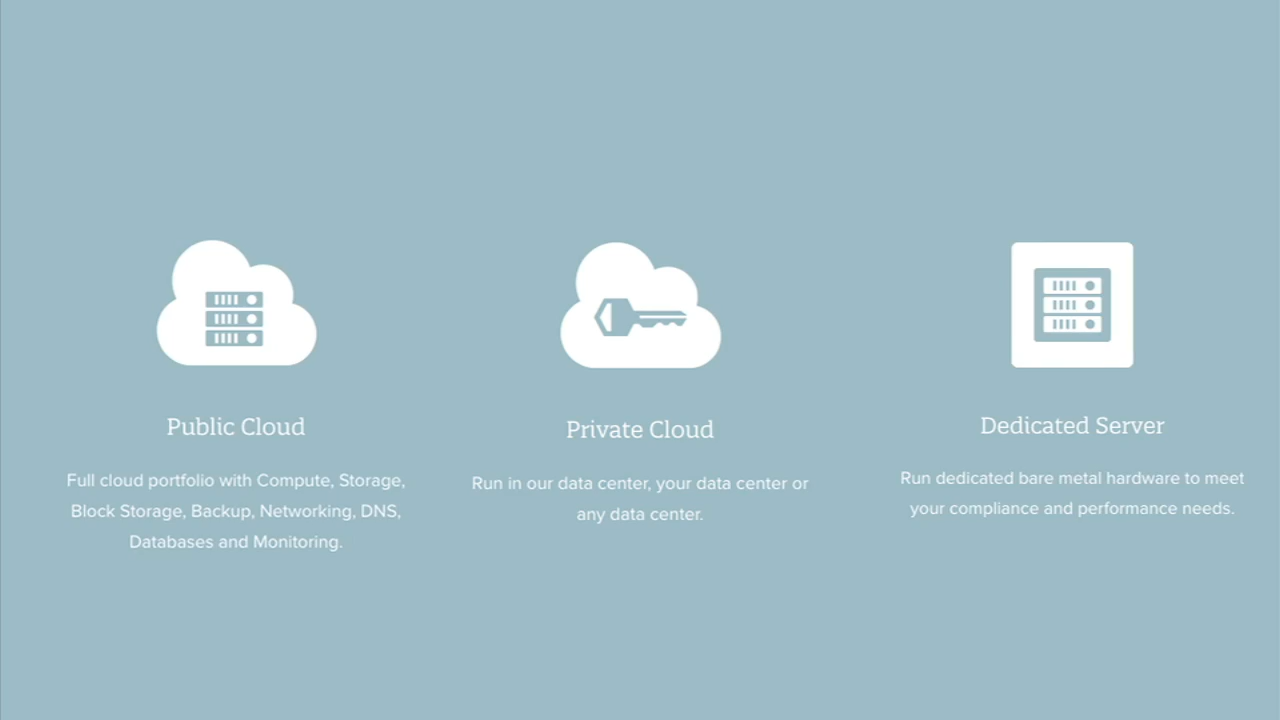 Public Cloud
Full cloud portfolio with Compute, Storage,
Block Storage, Backup, Networking, DNS,
Databases and Monitoring.
Private Cloud
Run in our data center, your data center or
any data center.
Dedicated Server
Run dedicated bare metal hardware to meet
your compliance and performance needs.